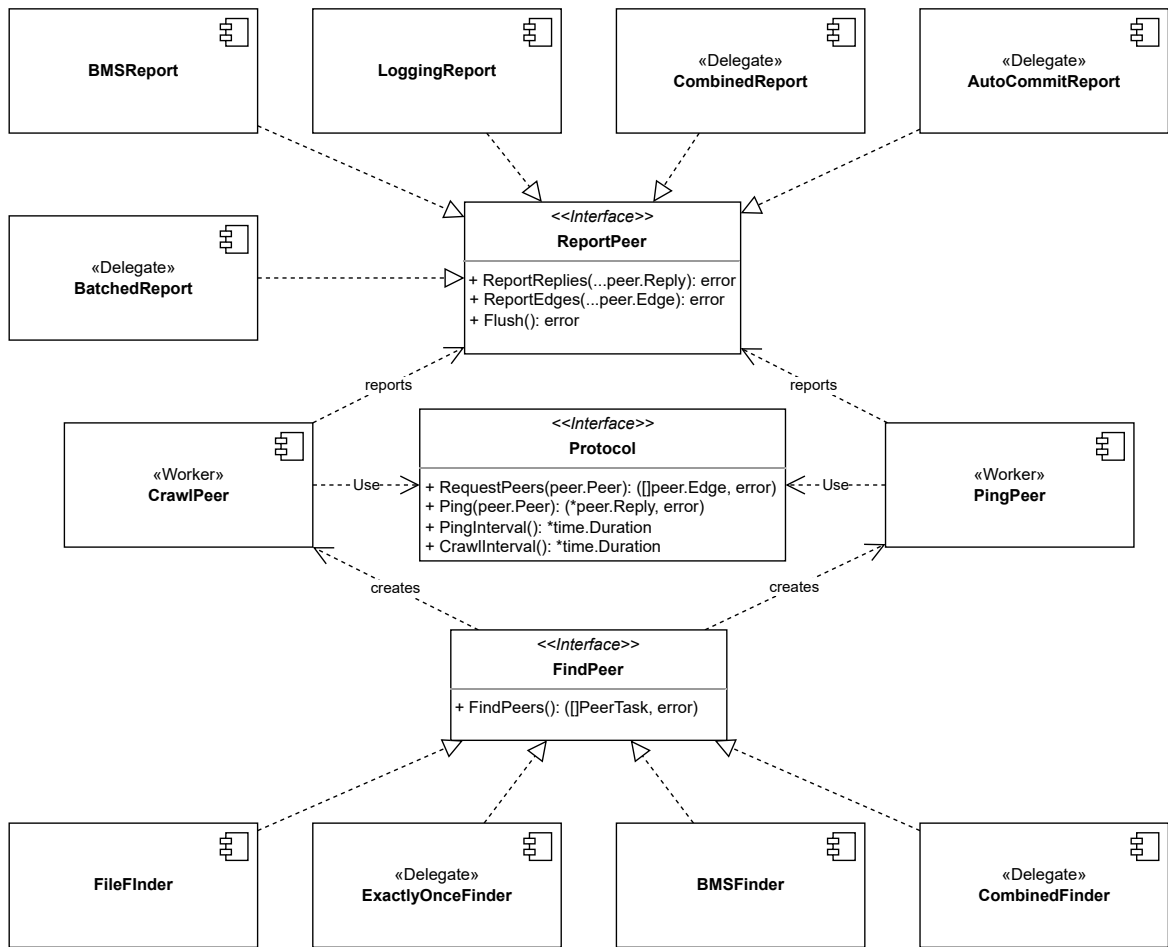 BMSReport
LoggingReport
«Delegate»
CombinedReport
«Delegate»
AutoCommitReport
«Delegate»
BatchedReport
<<Interface>>
ReportPeer
+ ReportReplies(...peer.Reply): error
+ ReportEdges(...peer.Edge): error
+ Flush(): error
reports
reports
«Worker»
CrawlPeer
Use
<<Interface>>
Protocol
+ RequestPeers(peer.Peer): ([]peer.Edge, error)
+ Ping(peer.Peer): (*peer.Reply, error)
+ PingInterval(): *time.Duration
+ CrawlInterval(): *time.Duration
Use
«Worker»
PingPeer
creates
creates
<<Interface>>
FindPeer
+ FindPeers(): ([]PeerTask, error)
FileFInder
«Delegate»
ExactlyOnceFinder
BMSFinder
«Delegate»
CombinedFinder